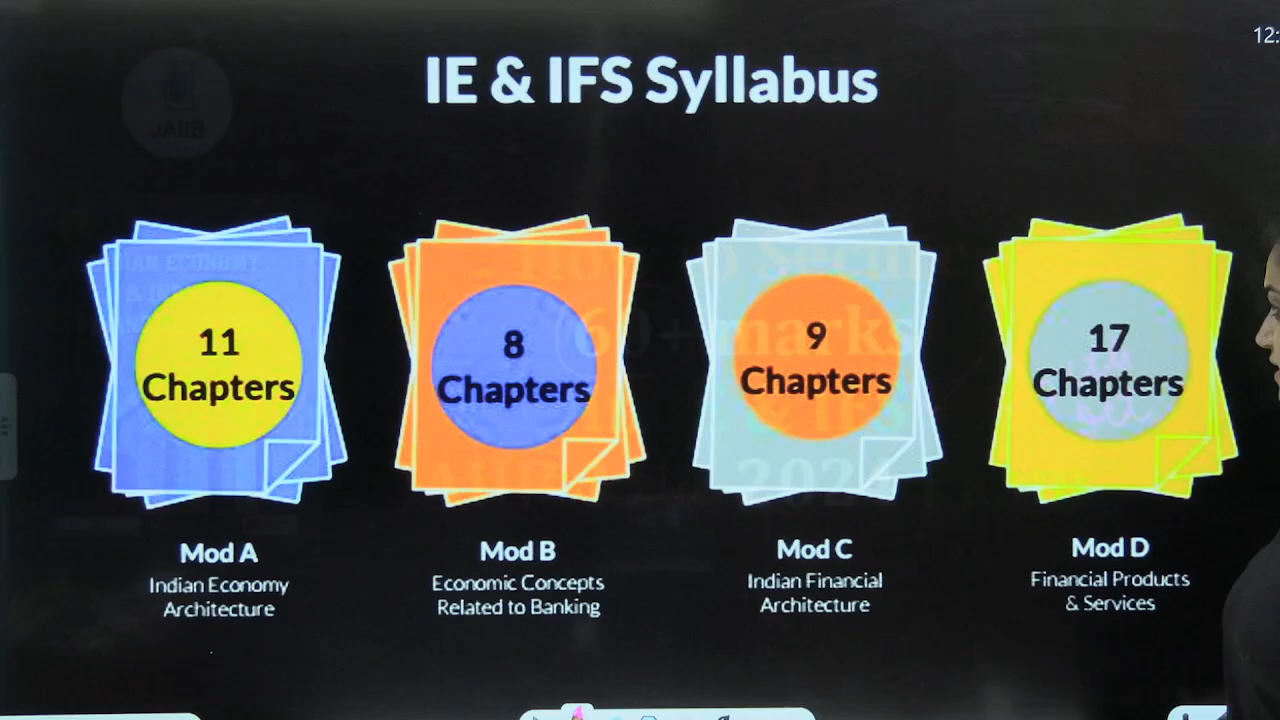 12:
IE & IFS Syllabus
11
Chapters
8
Chapters
9
Chapters
17
Chapters
Mod A
Indian Economy
Architecture
Mod B
Economic Concepts
Related to Banking
Mod C
Indian Financial
Architecture
Mod D
Financial Products
& Services